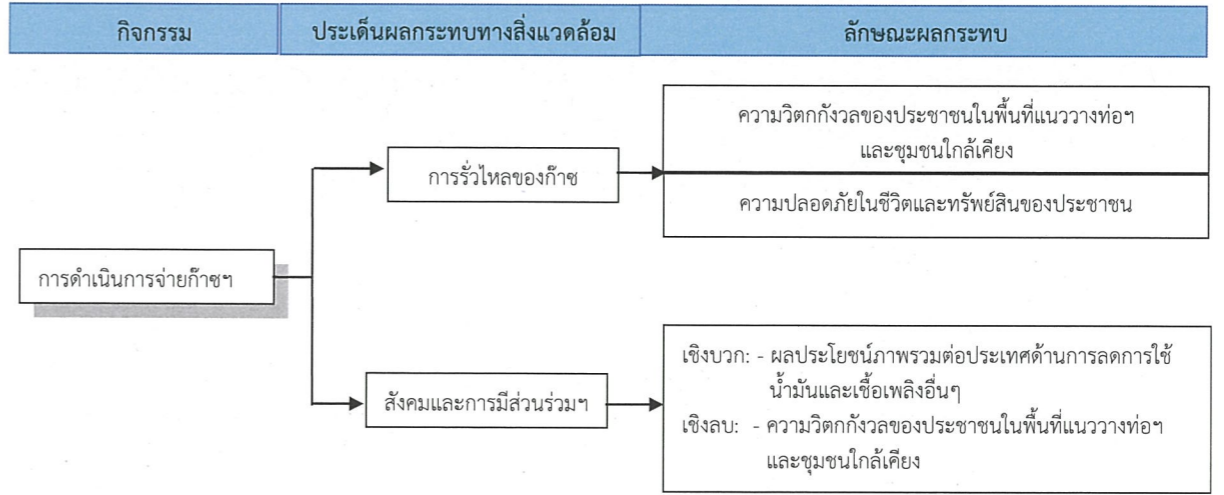 กิจกรรม
ประเด็นผลกระทบทางสิ่งแวดล้อม
ลักษณะผลกระทบ
ความวิตกกังวลของประชาชนในพื้นที่แนววางท่อฯ
และชุมชนใกล้เคียง
การรั่วไหลของก๊าซ
ความปลอดภัยในชีวิตและทรัพย์สินของประชาชน
การดำเนินการจ่ายก๊าซฯ
สังคมและการมีส่วนร่วมฯ
เชิงบวก: - ผลประโยชน์ภาพรวมต่อประเทศด้านการลดการใช้
น้ำมันและเชื้อเพลิงอื่นๆ
เชิงลบ: - ความวิตกกังวลของประชาชนในพื้นที่แนววางท่อฯ
และชุมชนใกล้เคียง